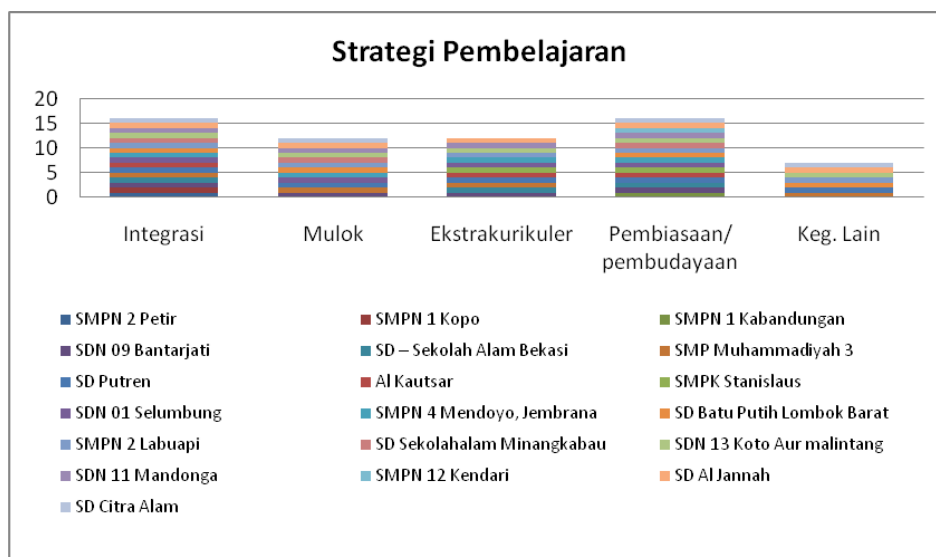 Strategi Pembelajaran
20
15
10
5
0
Integrasi
Mulok
Ekstrakurikuler
Pembiasaan/
pembudayaan
Keg. Lain
SMPN 2 Petir
SMPN 1 Kopo
SMPN 1 Kabandungan
SDN 09 Bantarjati
SD – Sekolah Alam Bekasi
SMP Muhammadiyah 3
SD Putren
Al Kautsar
SMPK Stanislaus
SDN 01 Selumbung
SMPN 4 Mendoyo, Jembrana
SD Batu Putih Lombok Barat
SMPN 2 Labuapi
SD Sekolahalam Minangkabau
SDN 13 Koto Aur malintang
SDN 11 Mandonga
SMPN 12 Kendari
SD Al Jannah
SD Citra Alam